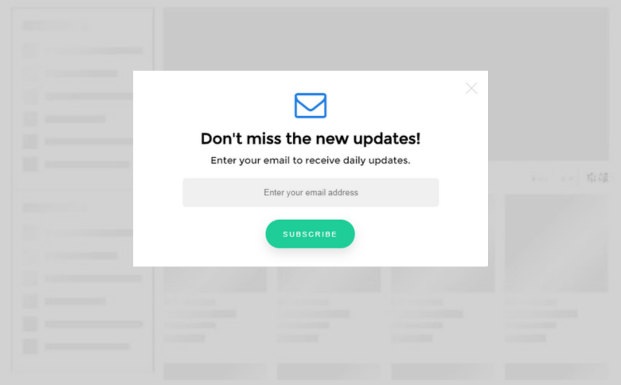 Don't miss the new updates!
Enter your email to receive daily updates.
Enter your email address
SUBSCRIBE